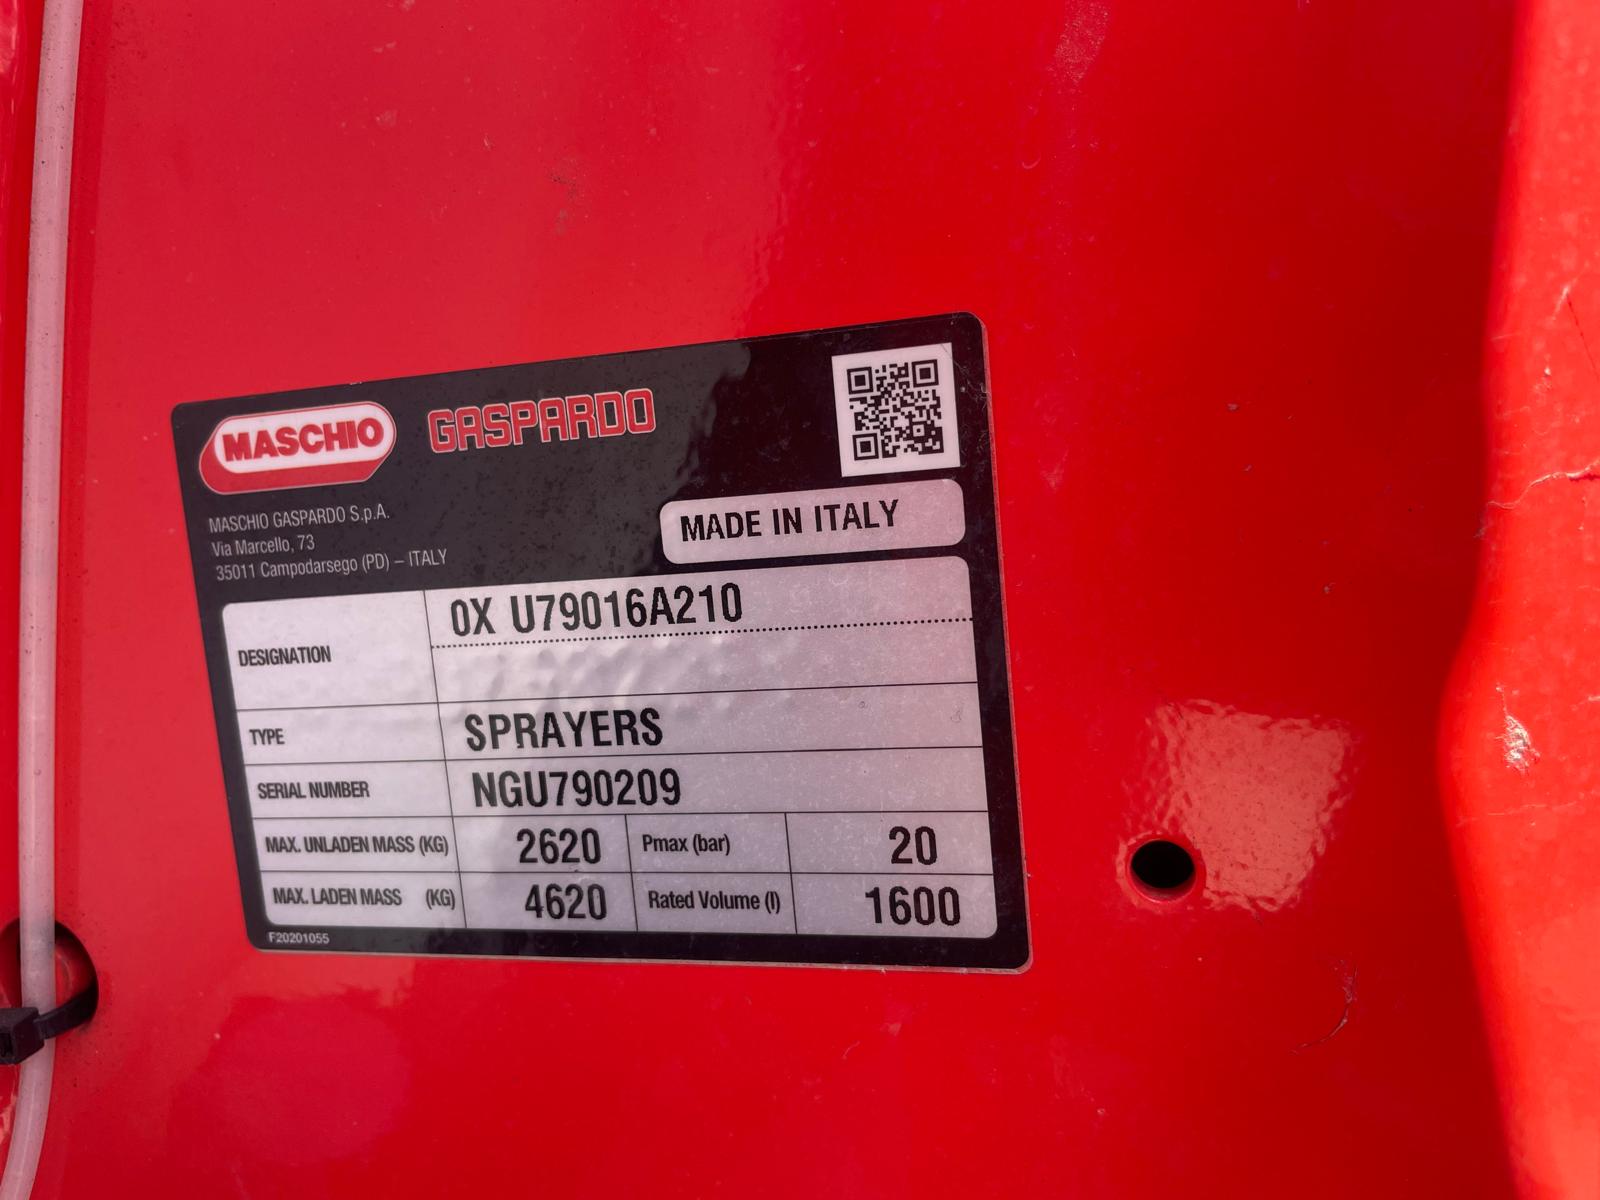 MASCHIO GASPARDO
MASCHIO GASPARDO S.p.A.
Via Marcello, 73
35011 Campodarsego (PD) – ITALY
MADE IN ITALY
DESIGNATION 0X U79016A210
TYPE SPRAYERS
SERIAL NUMBER NGU790209
MAX. UNLADEN MASS (KG) 2620 Pmax (bar) 20
MAX. LADEN MASS (KG) 4620 Rated Volume (l) 1600
F20201055